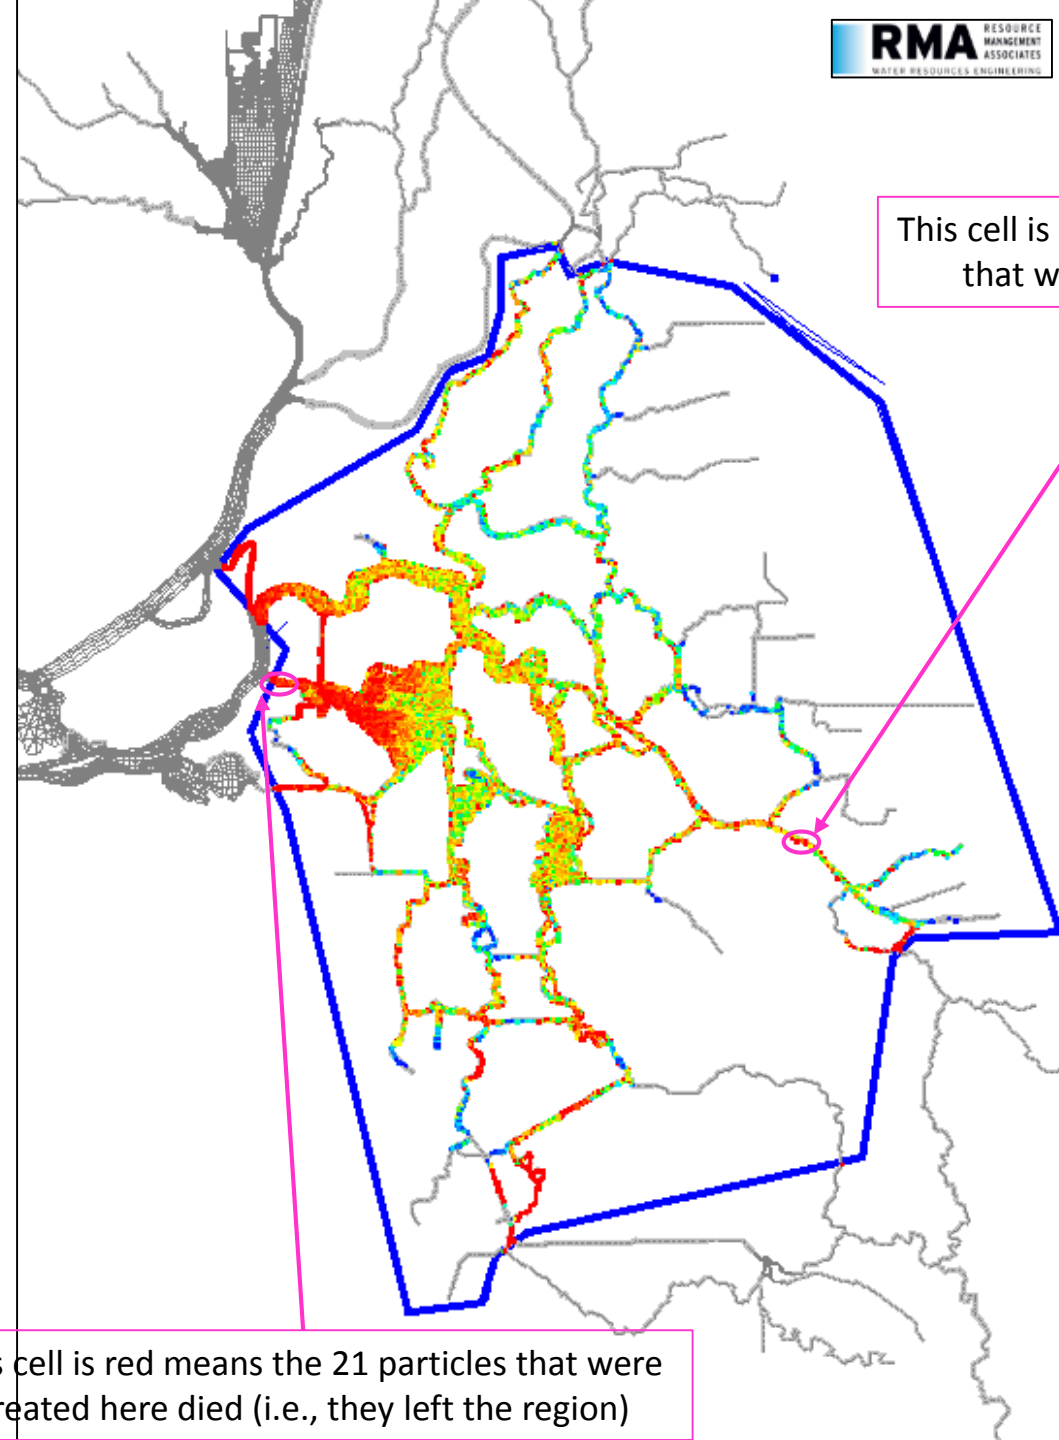 RMA RESOURCE
MANAGEMENT
ASSOCIATES
WATER RESOURCES ENGINEERING
This cell is
that w
s cell is red means the 21 particles that were
reated here died (i.e., they left the region)